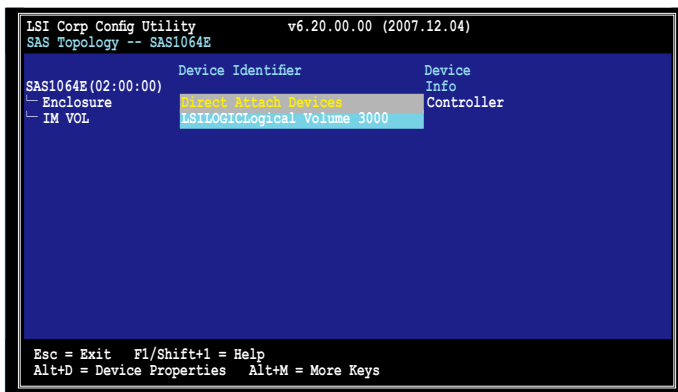 LSI Corp Config Utility v6.20.00.00 (2007.12.04)
SAS Topology -- SAS1064E
Device Identifier Device
SAS1064E(02:00:00) Info
Enclosure Direct Attach Devices Controller
IM VOL LSILOGICLogical Volume 3000
Esc = Exit F1/Shift+1 = Help
Alt+D = Device Properties Alt+M = More Keys